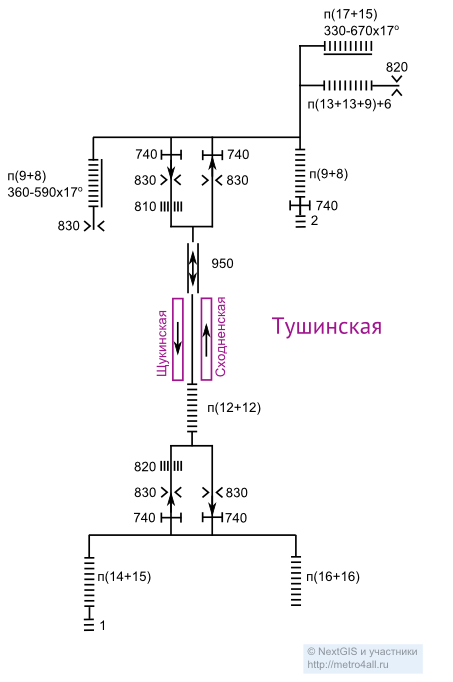 п(17+15)
330-670x17°
820
п(13+13+9)+6
740
740
п(9+8)
360-590x17°
830
830
п(9+8)
810
740
830
2
950
Щукинская
Сходненская
Тушинская
п(12+12)
820
830
830
740
740
п(14+15)
п(16+16)
1
© NextGIS и участники
http://metro4all.ru